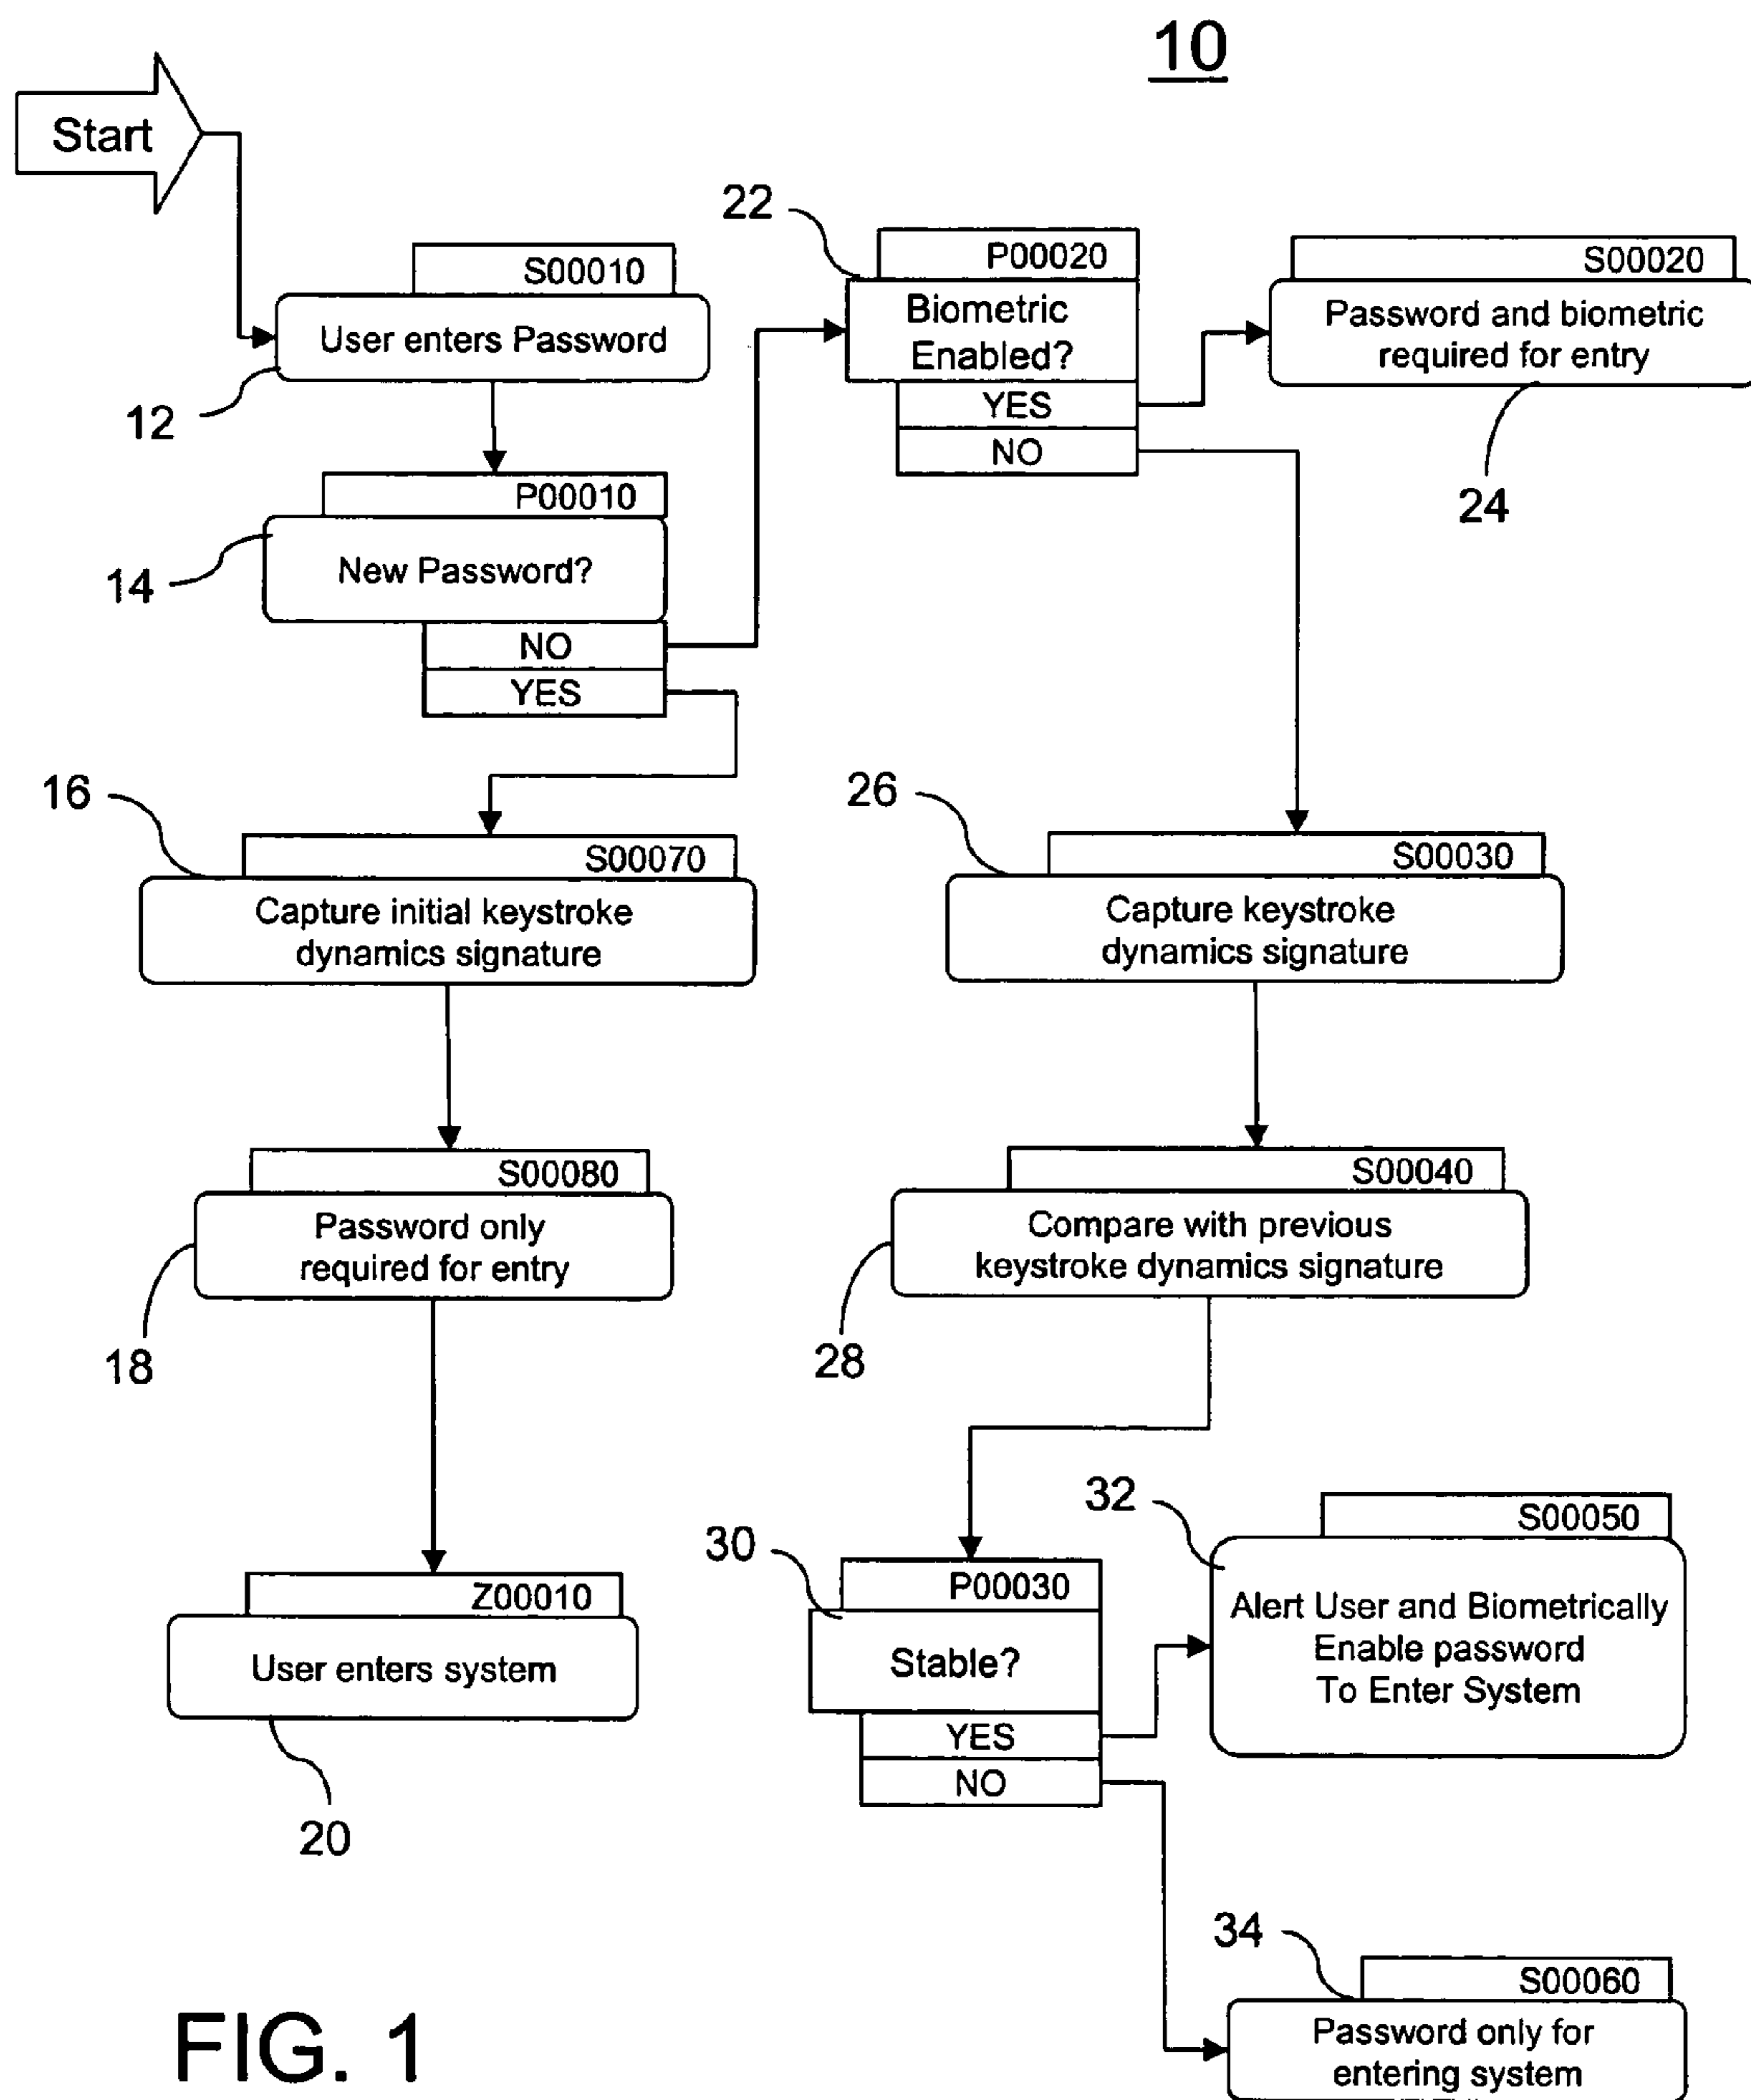 10
Start
S00010
User enters Password
12
P00010
New Password?
14
NO
YES
22
P00020
Biometric
Enabled?
YES
NO
S00020
Password and biometric
required for entry
24
16
S00070
Capture initial keystroke
dynamics signature
26
S00030
Capture keystroke
dynamics signature
S00080
Password only
required for entry
18
S00040
Compare with previous
keystroke dynamics signature
28
Z00010
User enters system
20
30
P00030
Stable?
YES
NO
32
S00050
Alert User and Biometrically
Enable password
To Enter System
34
S00060
Password only for
entering system
FIG. 1